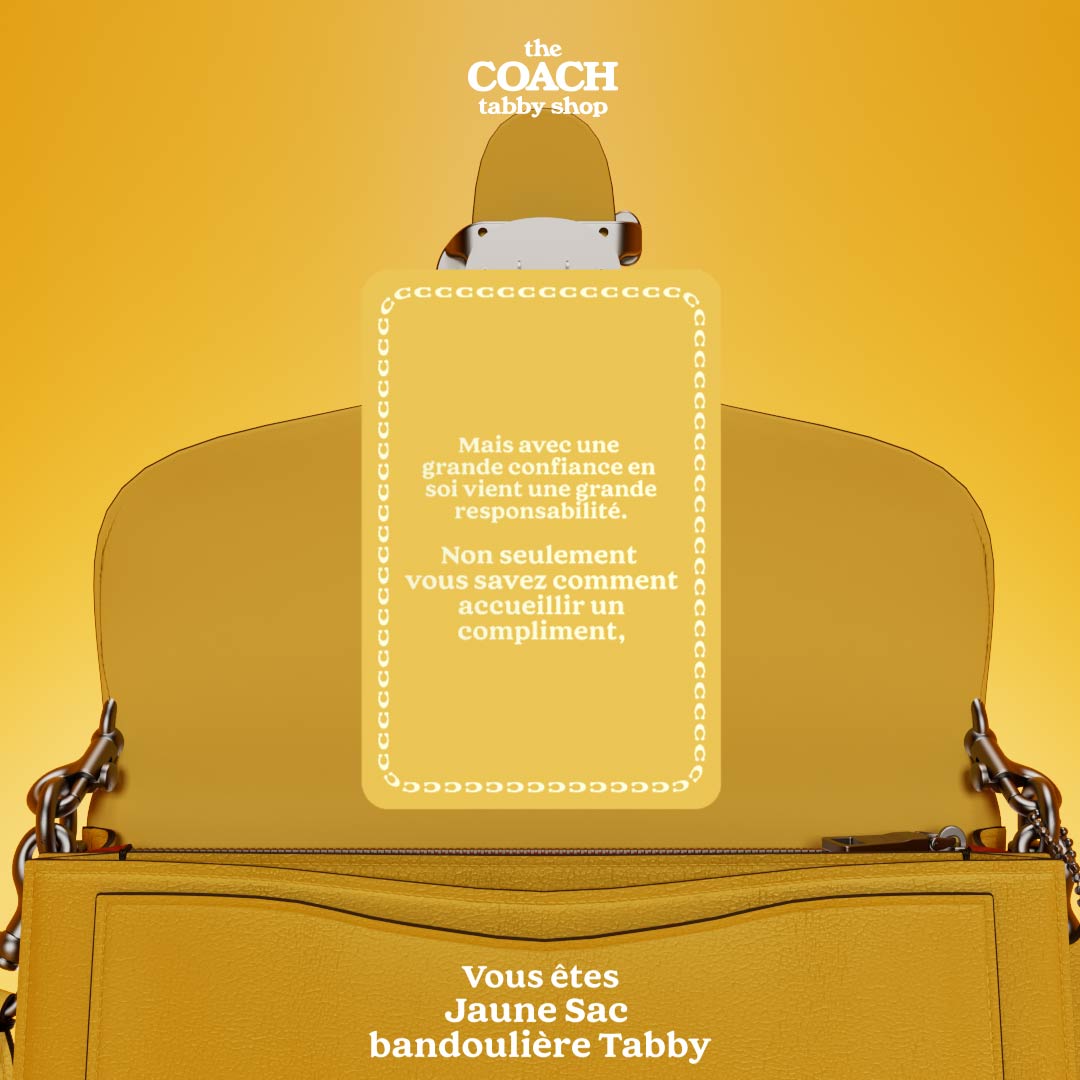 the
COACH
tabby shop
Mais avec une
grande confiance en
soi vient une grande
responsabilité.
Non seulement
vous savez comment
accueillir un
compliment,
Vous êtes
Jaune Sac
bandoulière Tabby